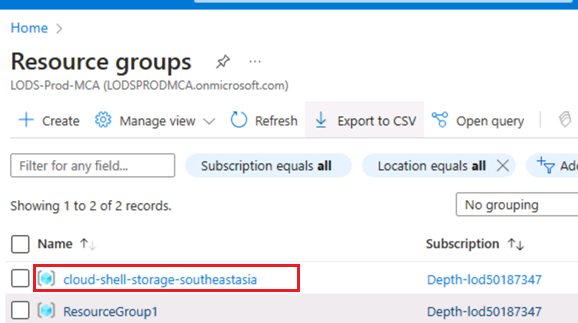 Home >
Resource groups
LODS-Prod-MCA (LODSPRODMCA.onmicrosoft.com)
Create Manage view Refresh Export to CSV Open query
Filter for any field... Subscription equals all Location equals all
Showing 1 to 2 of 2 records. No grouping
Name Subscription
cloud-shell-storage-southeastasia Depth-lod50187347
ResourceGroup1 Depth-lod50187347